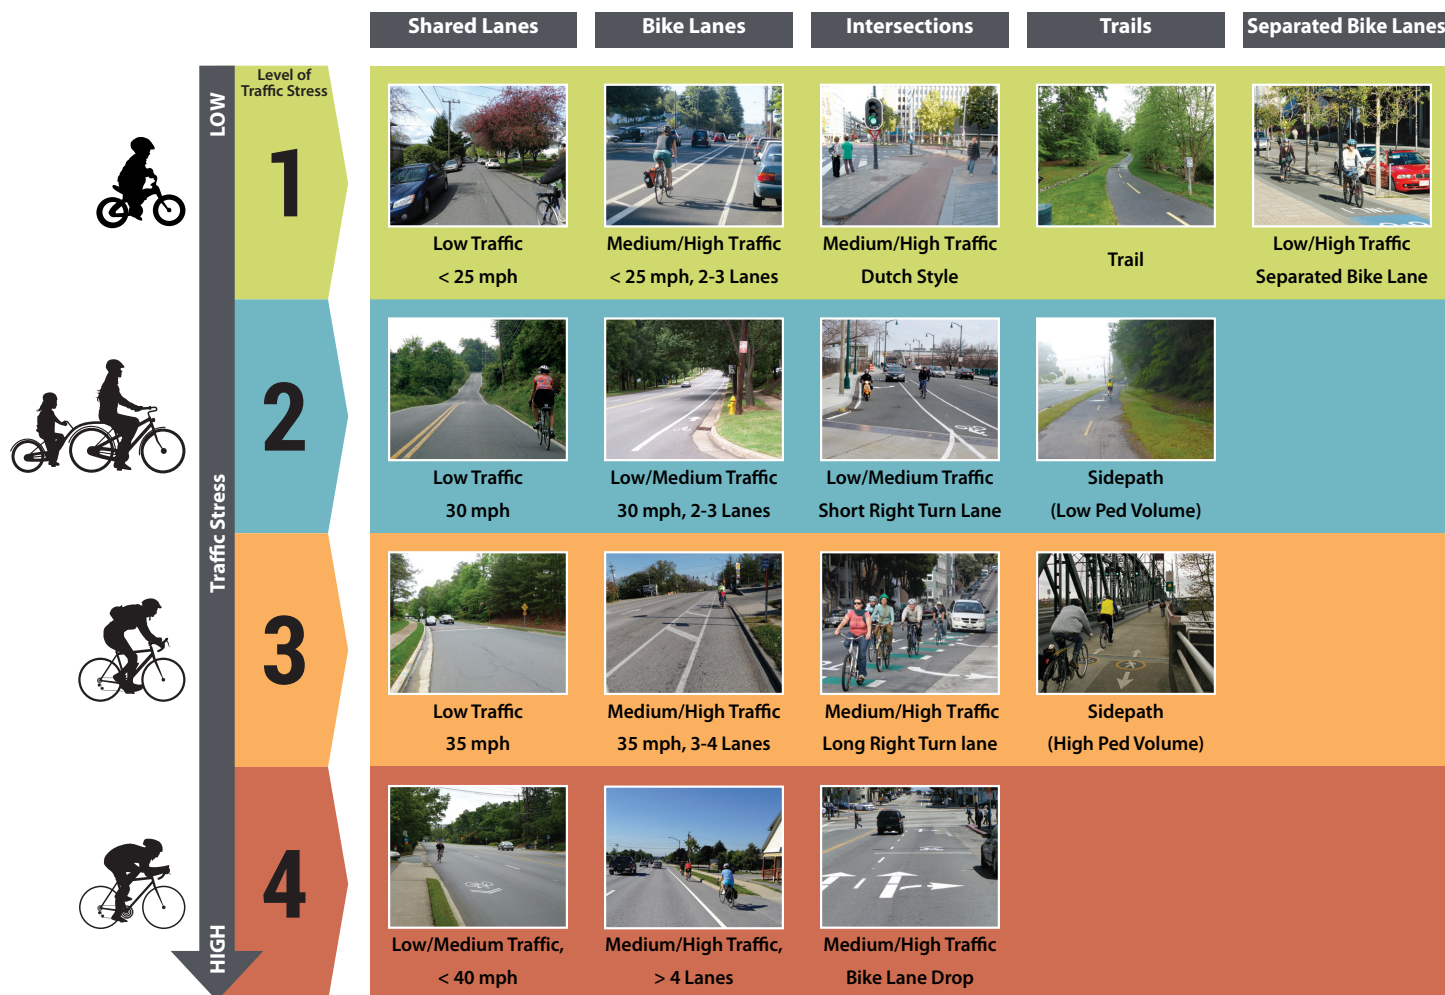 Shared Lanes
Bike Lanes
Intersections
Trails
Separated Bike Lanes
LOW
Traffic Stress
HIGH
Level of
Traffic Stress
1
Low Traffic
< 25 mph
Medium/High Traffic
< 25 mph, 2-3 Lanes
Medium/High Traffic
Dutch Style
Trail
Low/High Traffic
Separated Bike Lane
2
Low Traffic
30 mph
Low/Medium Traffic
30 mph, 2-3 Lanes
Low/Medium Traffic
Short Right Turn Lane
Sidepath
(Low Ped Volume)
3
Low Traffic
35 mph
Medium/High Traffic
35 mph, 3-4 Lanes
Medium/High Traffic
Long Right Turn lane
Sidepath
(High Ped Volume)
4
Low/Medium Traffic,
< 40 mph
Medium/High Traffic,
> 4 Lanes
Medium/High Traffic
Bike Lane Drop